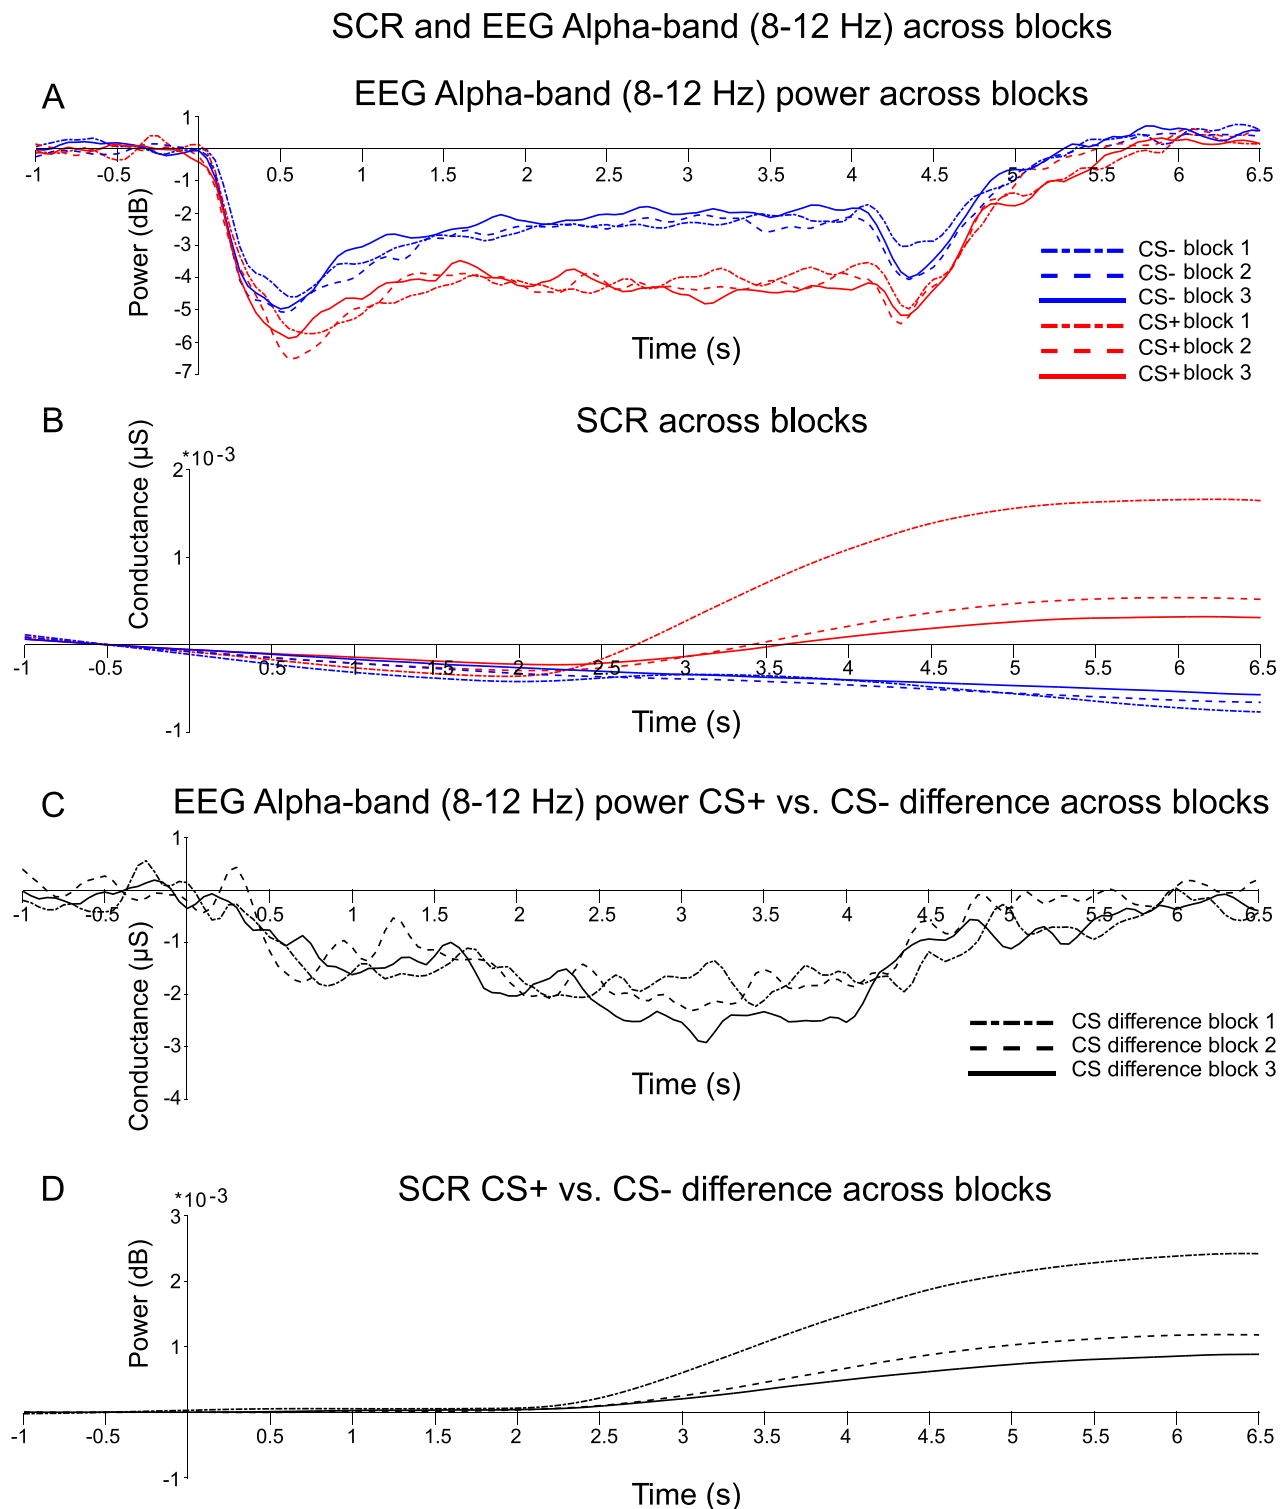 SCR and EEG Alpha-band (8-12 Hz) across blocks
A
EEG Alpha-band (8-12 Hz) power across blocks
Power (dB)
1
-1
-2
-3
-4
-5
-6
-7
-1 -0.5 0.5 1 1.5 2 2.5 3 3.5 4 4.5 5 5.5 6 6.5
Time (s)
CS- block 1
CS- block 2
CS- block 3
CS+ block 1
CS+ block 2
CS+ block 3
B
SCR across blocks
Conductance (µS)
*10-3
2
1
-1
-1 -0.5 0.5 1 1.5 2 2.5 3 3.5 4 4.5 5 5.5 6 6.5
Time (s)
C
EEG Alpha-band (8-12 Hz) power CS+ vs. CS- difference across blocks
Conductance (µS)
1
-1
-2
-3
-4
-1 -0.5 0.5 1 1.5 2 2.5 3 3.5 4 4.5 5 5.5 6 6.5
Time (s)
CS difference block 1
CS difference block 2
CS difference block 3
D
SCR CS+ vs. CS- difference across blocks
Power (dB)
*10-3
3
2
1
-1
-1 -0.5 0.5 1 1.5 2 2.5 3 3.5 4 4.5 5 5.5 6 6.5
Time (s)